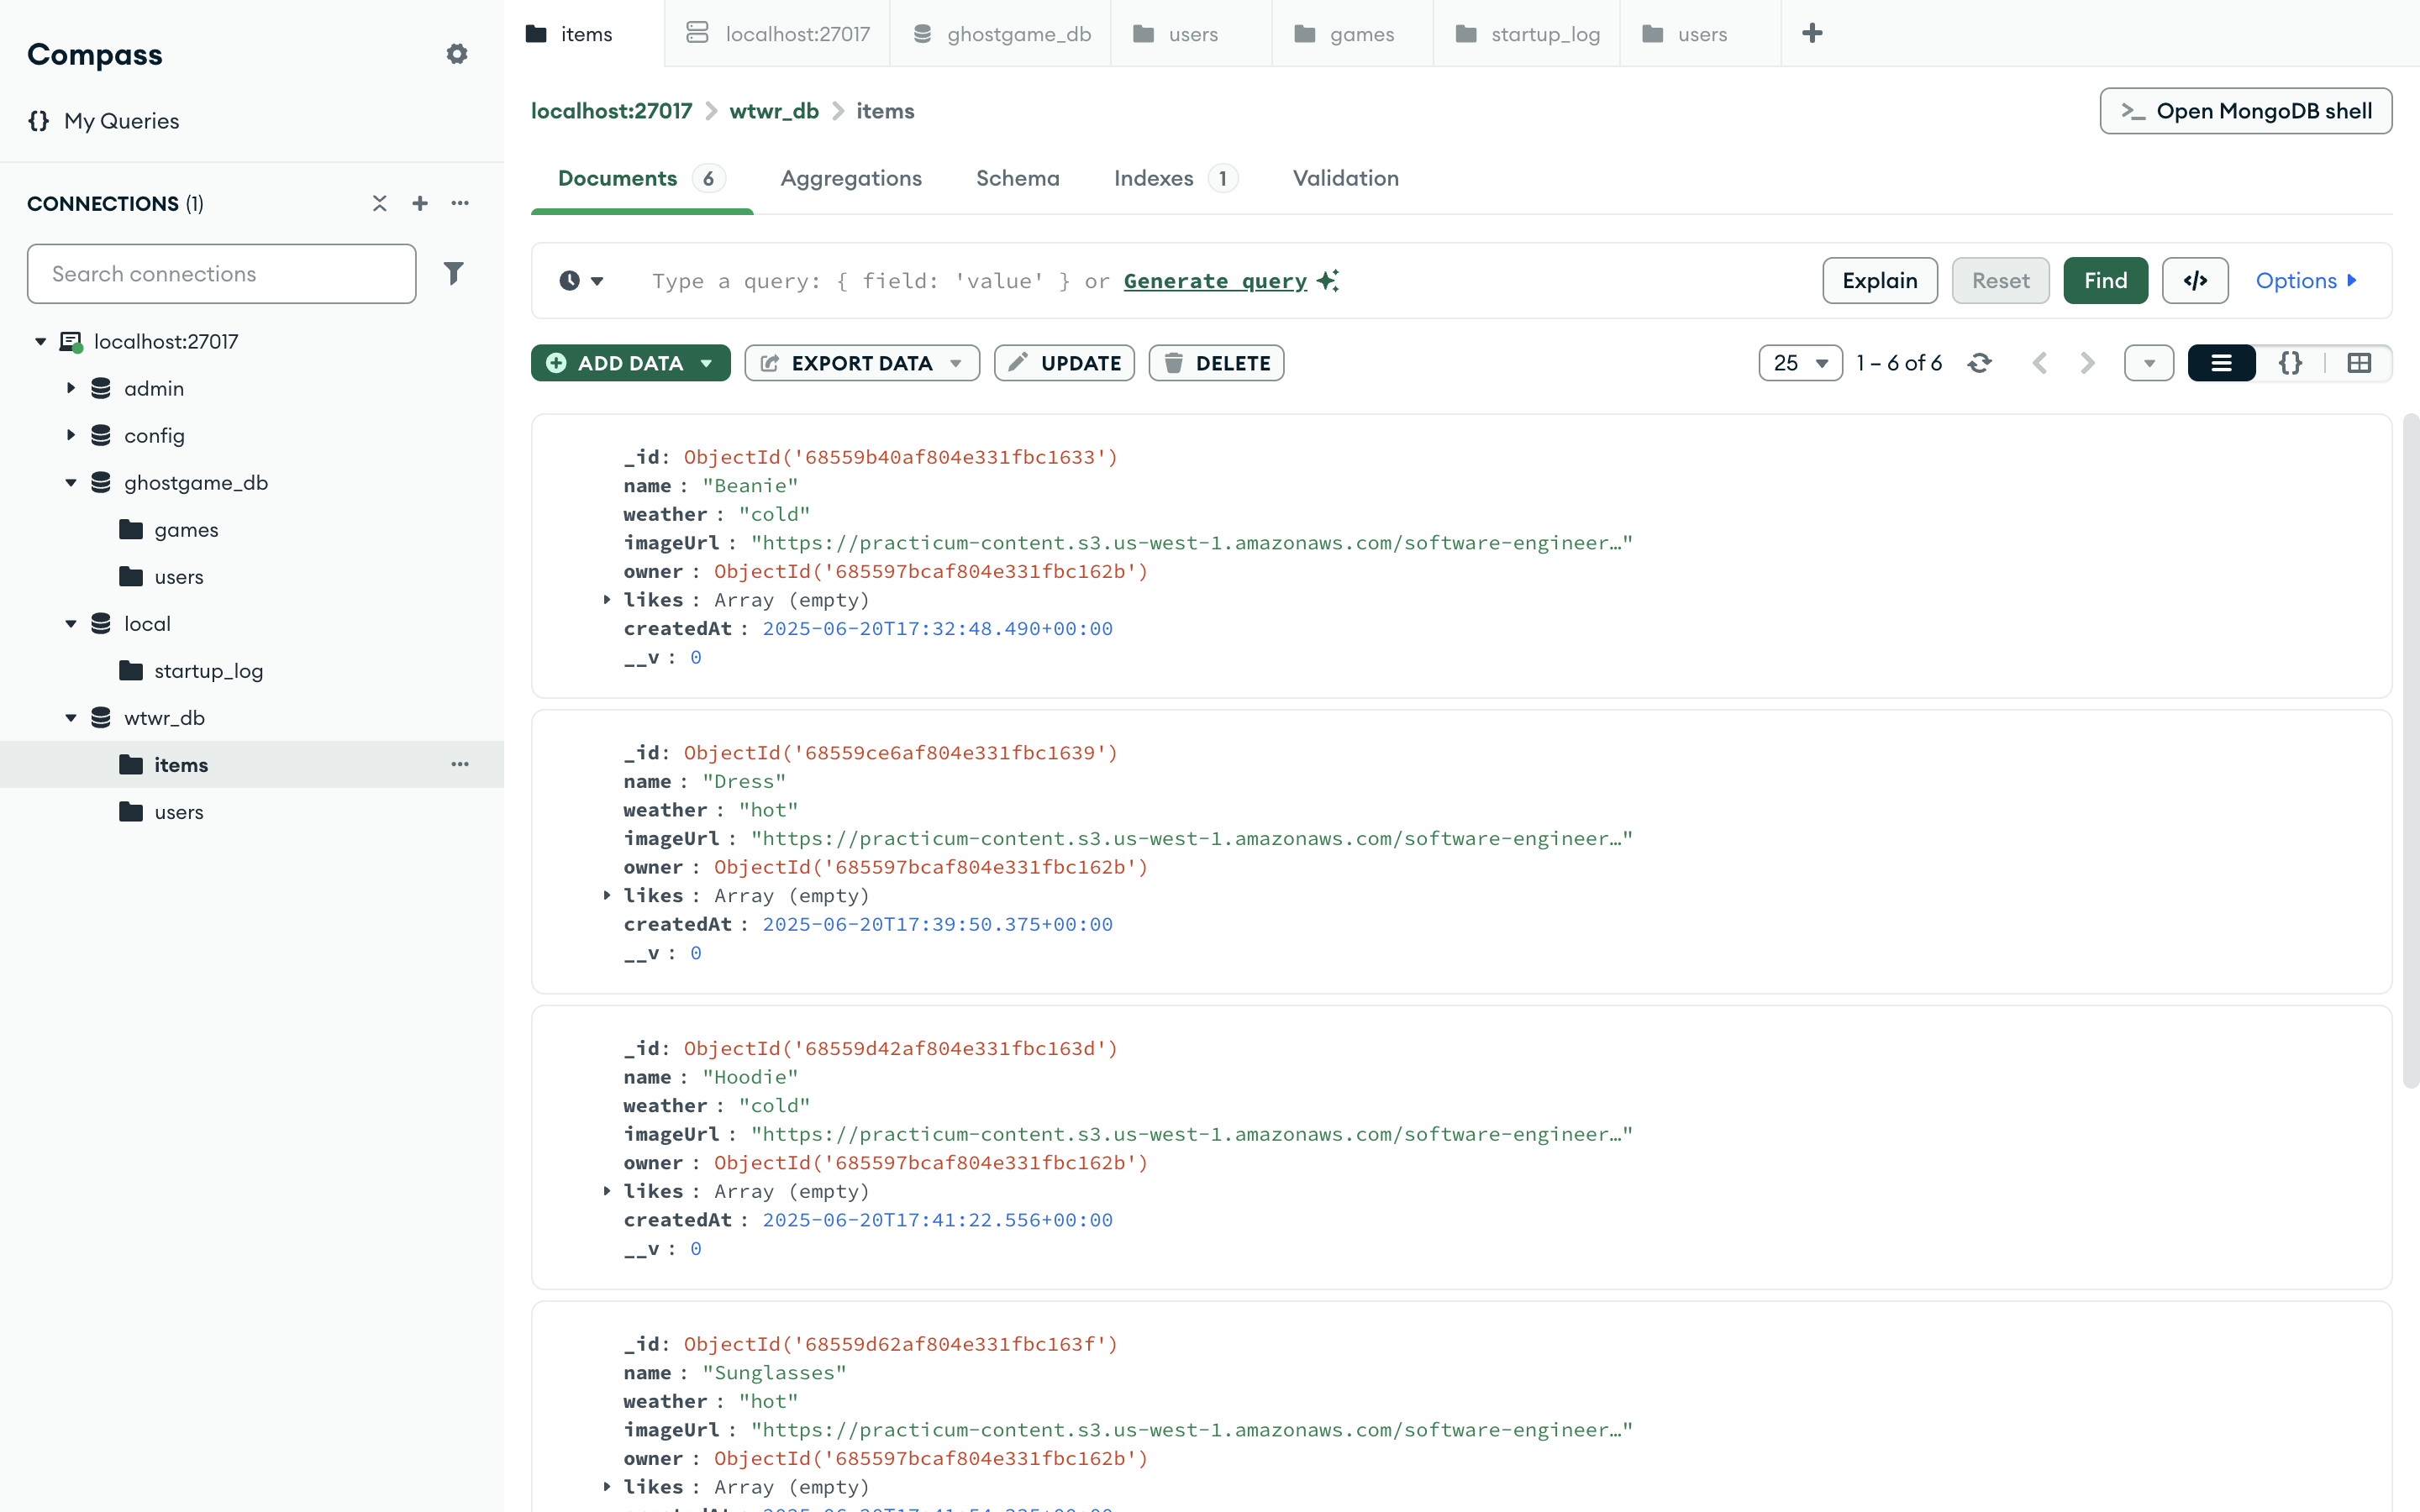 Compass
My Queries
CONNECTIONS (1)
Search connections
localhost:27017
admin
config
ghostgame_db
games
users
local
startup_log
wtwr_db
items
users
items
localhost:27017
ghostgame_db
users
games
startup_log
users
localhost:27017 > wtwr_db > items
>_ Open MongoDB shell
Documents 6 Aggregations Schema Indexes 1 Validation
Type a query: { field: 'value' } or Generate query
Explain Reset Find </> Options
ADD DATA EXPORT DATA UPDATE DELETE
25 1 – 6 of 6 {}
_id: ObjectId('68559b40af804e331fbc1633')
name : "Beanie"
weather : "cold"
imageUrl : "https://practicum-content.s3.us-west-1.amazonaws.com/software-engineer…"
owner : ObjectId('685597bcaf804e331fbc162b')
likes : Array (empty)
createdAt : 2025-06-20T17:32:48.490+00:00
__v : 0
_id: ObjectId('68559ce6af804e331fbc1639')
name : "Dress"
weather : "hot"
imageUrl : "https://practicum-content.s3.us-west-1.amazonaws.com/software-engineer…"
owner : ObjectId('685597bcaf804e331fbc162b')
likes : Array (empty)
createdAt : 2025-06-20T17:39:50.375+00:00
__v : 0
_id: ObjectId('68559d42af804e331fbc163d')
name : "Hoodie"
weather : "cold"
imageUrl : "https://practicum-content.s3.us-west-1.amazonaws.com/software-engineer…"
owner : ObjectId('685597bcaf804e331fbc162b')
likes : Array (empty)
createdAt : 2025-06-20T17:41:22.556+00:00
__v : 0
_id: ObjectId('68559d62af804e331fbc163f')
name : "Sunglasses"
weather : "hot"
imageUrl : "https://practicum-content.s3.us-west-1.amazonaws.com/software-engineer…"
owner : ObjectId('685597bcaf804e331fbc162b')
likes : Array (empty)